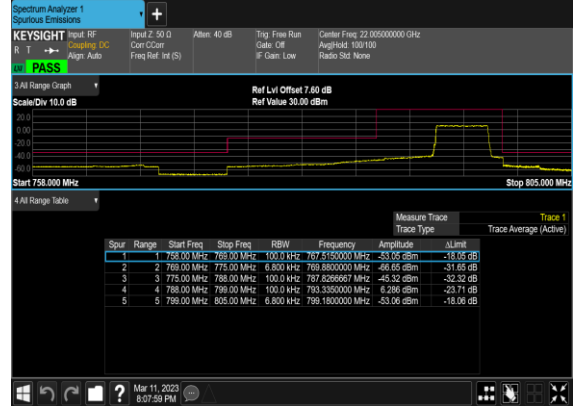 Spectrum Analyzer 1
Spurious Emissions
KEYSIGHT Input: RF Input Z: 50 Ω Atten: 40 dB Trig: Free Run Center Freq: 22.005000000 GHz
R T Coupling: DC Corr CCorr Gate: Off Avg|Hold: 100/100
Align: Auto Freq Ref: Int (S) IF Gain: Low Radio Std: None
LU PASS
3 All Range Graph
Ref Lvl Offset 7.60 dB
Scale/Div 10.0 dB Ref Value 30.00 dBm
20.0
0.00
-20.0
-40.0
-60.0
Start 758.000 MHz Stop 805.000 MHz
4 All Range Table
Measure Trace Trace 1
Trace Type Trace Average (Active)
Spur Range Start Freq Stop Freq RBW Frequency Amplitude ΔLimit
1 1 758.00 MHz 769.00 MHz 100.0 kHz 767.5150000 MHz -53.05 dBm -18.05 dB
2 2 769.00 MHz 775.00 MHz 6.800 kHz 769.8800000 MHz -66.65 dBm -31.65 dB
3 3 775.00 MHz 788.00 MHz 100.0 kHz 787.8266667 MHz -45.32 dBm -32.32 dB
4 4 788.00 MHz 799.00 MHz 100.0 kHz 793.3350000 MHz 6.286 dBm -23.71 dB
5 5 799.00 MHz 805.00 MHz 6.800 kHz 799.1800000 MHz -53.06 dBm -18.06 dB
? Mar 11, 2023
8:07:59 PM